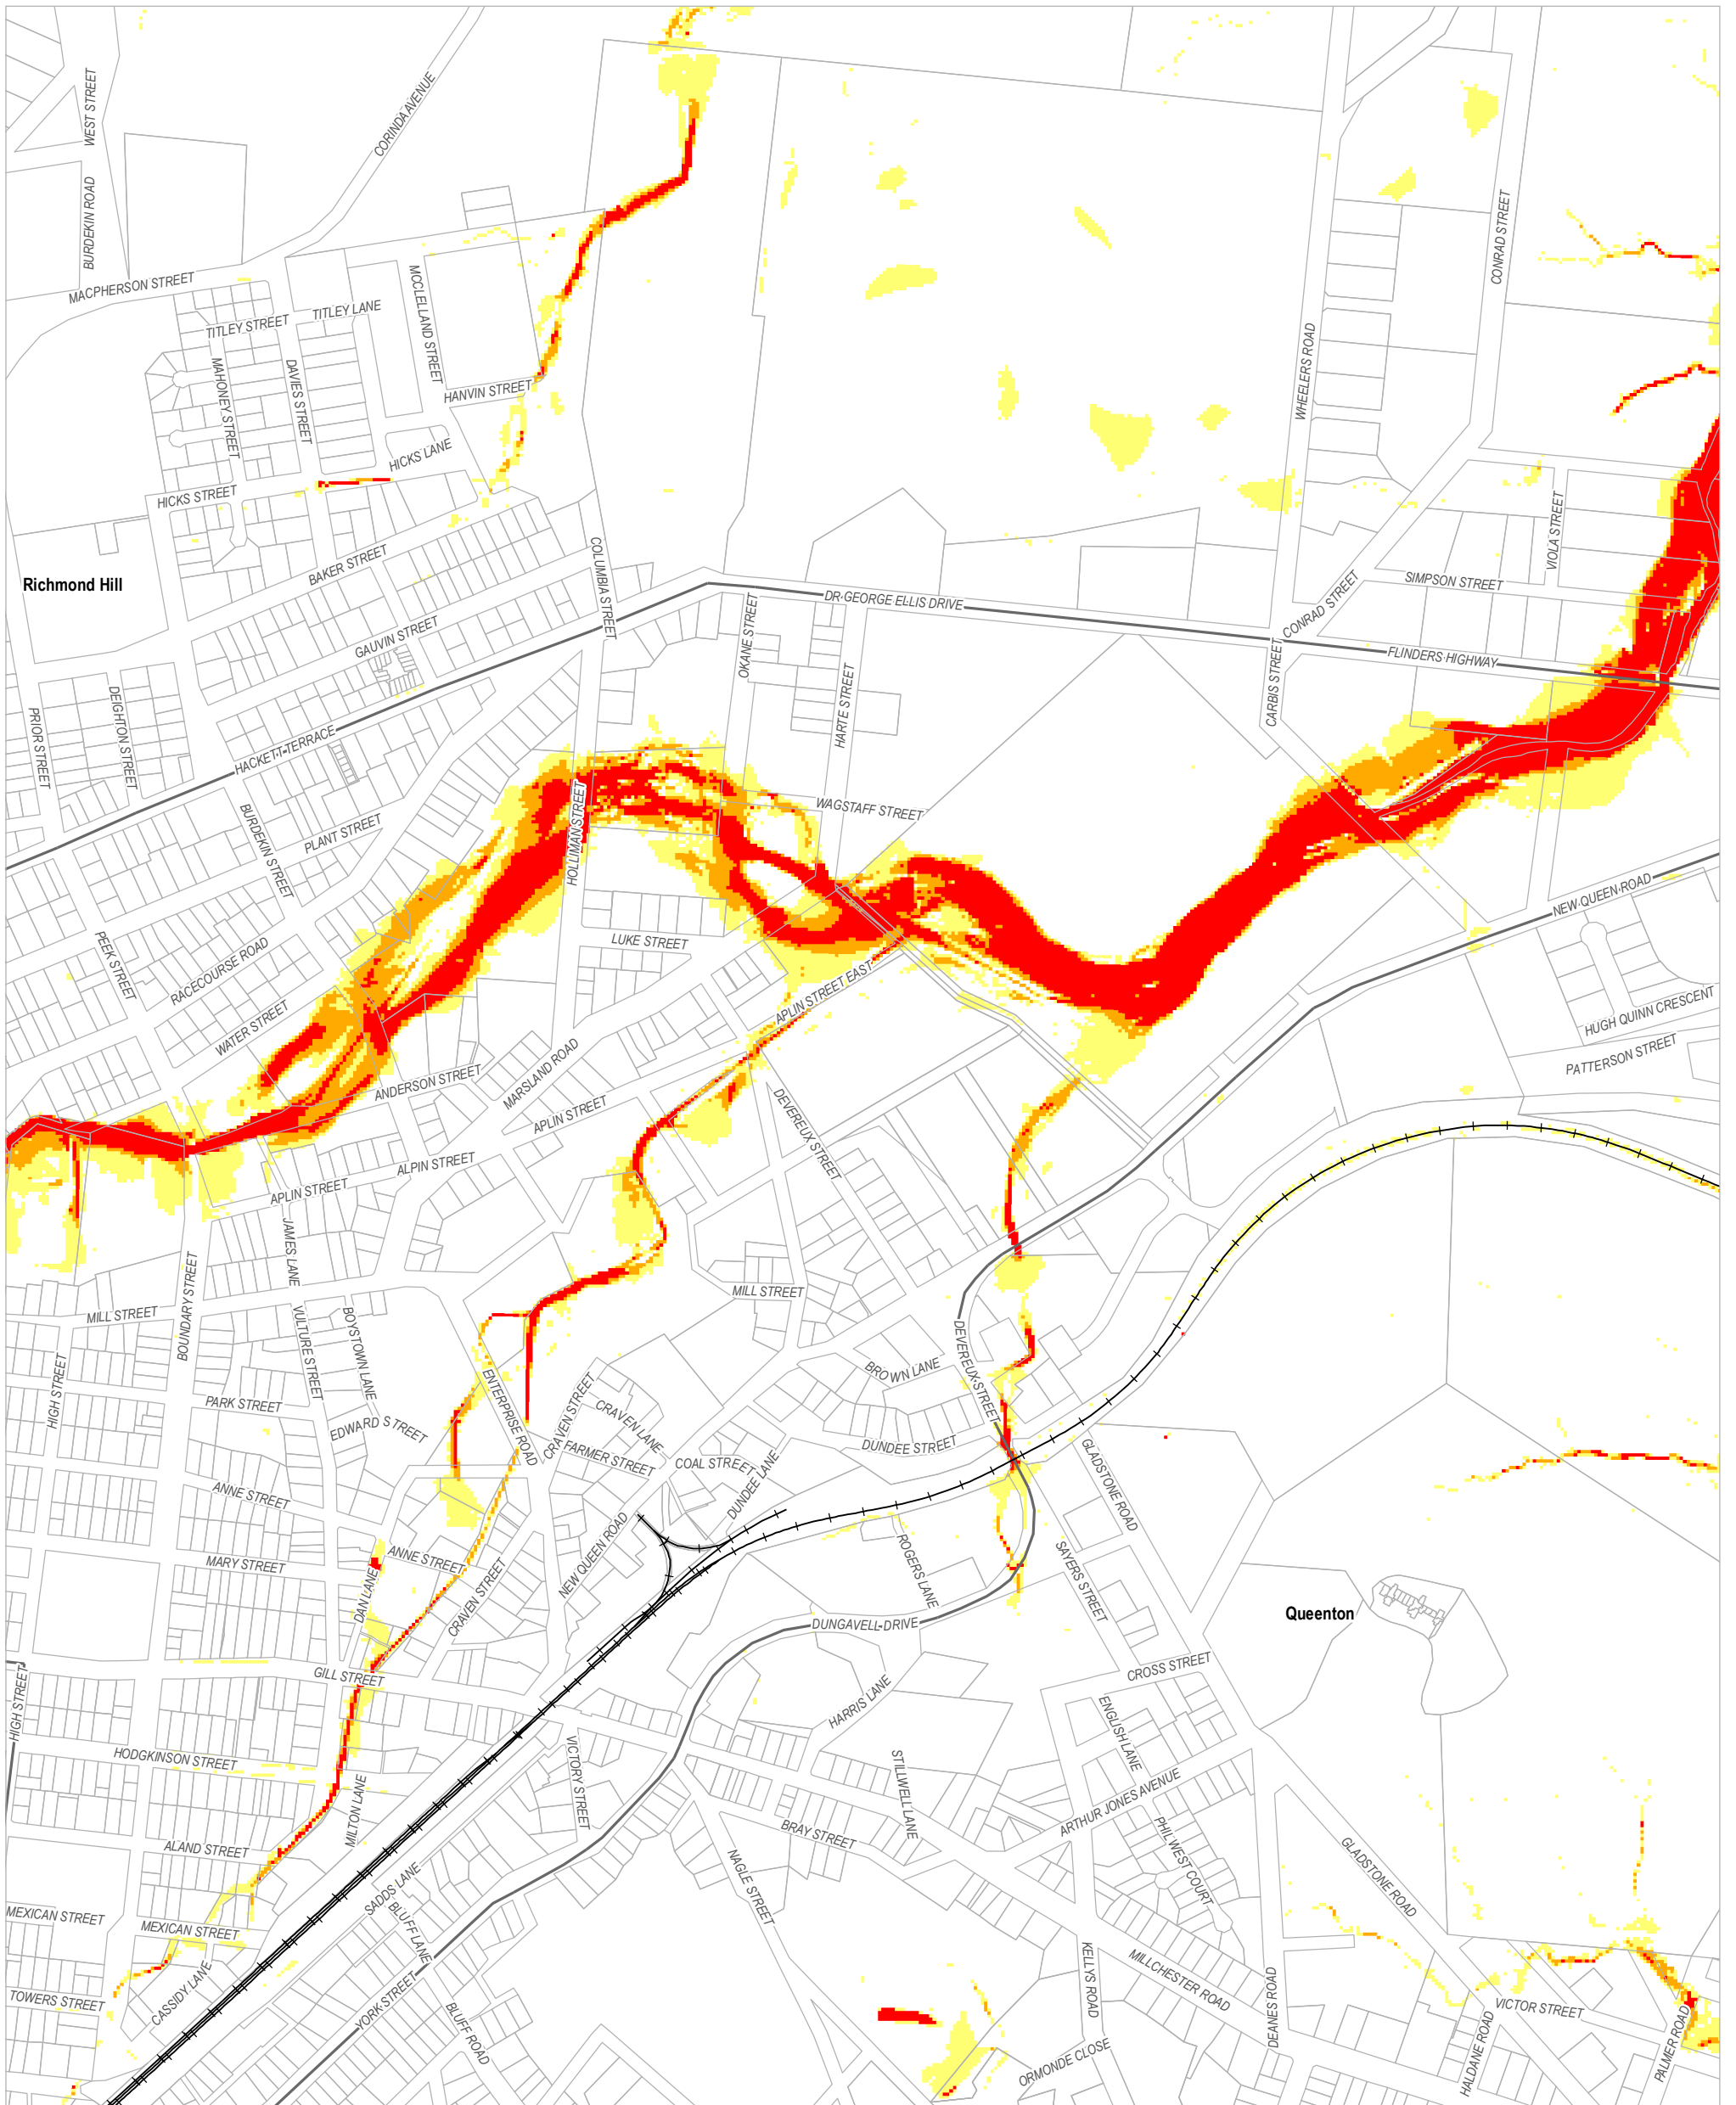 WEST STREET
CORINDA AVENUE
BURDEKIN ROAD
CONRAD STREET
MACPHERSON STREET
MCCLELLAND STREET
TITLEY LANE
TITLEY STREET
WHEELERS ROAD
MAHONEY STREET
DAVIES STREET
HANVIN STREET
HICKS LANE
HICKS STREET
VIOLA STREET
BAKER STREET
COLUMBIA STREET
Richmond Hill
SIMPSON STREET
DR GEORGE ELLIS DRIVE
CONRAD STREET
OKANE STREET
GAUVIN STREET
FLINDERS HIGHWAY
CARBIS STREET
HARTE STREET
DEIGHTON STREET
PRIOR STREET
HACKETT TERRACE
WAGSTAFF STREET
PLANT STREET
BURDEKIN STREET
HOLLIMAN STREET
NEW QUEEN ROAD
LUKE STREET
PEEK STREET
RACECOURSE ROAD
APLIN STREET EAST
HUGH QUINN CRESCENT
WATER STREET
PATTERSON STREET
MARSLAND ROAD
ANDERSON STREET
APLIN STREET
DEVEREUX STREET
ALPIN STREET
APLIN STREET
JAMES LANE
BOUNDARY STREET
MILL STREET
MILL STREET
VULTURE STREET
BOYSTOWN LANE
DEVEREUX STREET
BROWN LANE
HIGH STREET
PARK STREET
ENTERPRISE ROAD
CRAVEN STREET
CRAVEN LANE
EDWARD STREET
FARMER STREET
COAL STREET
DUNDEE LANE
DUNDEE STREET
GLADSTONE ROAD
ANNE STREET
NEW QUEEN ROAD
MARY STREET
ANNE STREET
ROGERS LANE
SAYERS STREET
DAN LANE
CRAVEN STREET
Queenton
DUNGAVELL DRIVE
GILL STREET
CROSS STREET
HIGH STREET
HARRIS LANE
ENGLISH LANE
HODGKINSON STREET
VICTORY STREET
STILLWELL LANE
MILTON LANE
ARTHUR JONES AVENUE
BRAY STREET
ALAND STREET
PHIL WEST COURT
GLADSTONE ROAD
SADDS LANE
NAGLE STREET
MEXICAN STREET
MEXICAN STREET
BLUFF LANE
KELLYS ROAD
MILLCHESTER ROAD
CASSIDY LANE
TOWERS STREET
YORK STREET
BLUFF ROAD
DEANES ROAD
VICTOR STREET
HALDANE ROAD
PALMER ROAD
ORMONDE CLOSE